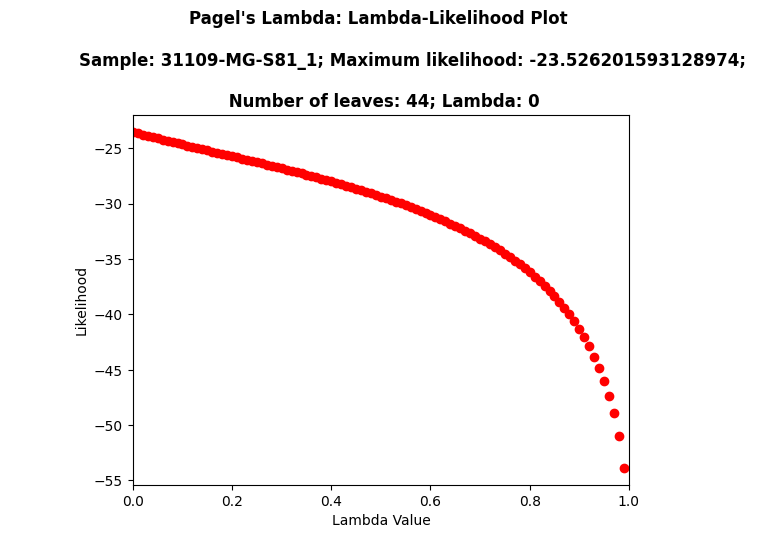 Pagel's Lambda: Lambda-Likelihood Plot
Sample: 31109-MG-S81_1; Maximum likelihood: -23.526201593128974;
Number of leaves: 44; Lambda: 0
−25
−30
−35
−40
−45
−50
−55
Likelihood
0.0 0.2 0.4 0.6 0.8 1.0
Lambda Value